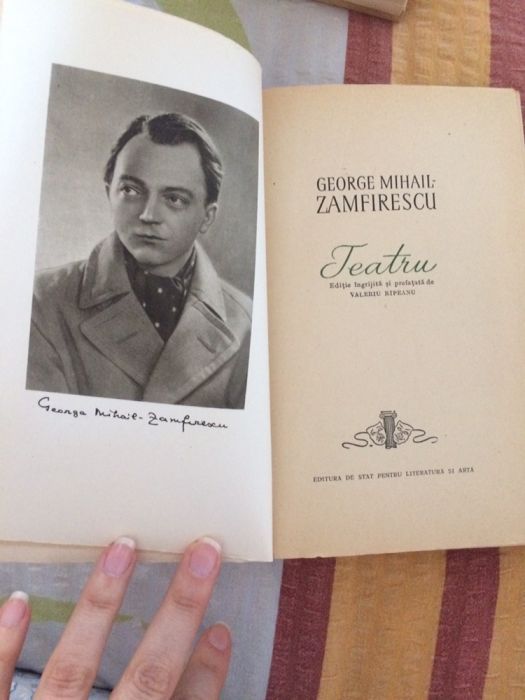 George Mihail-Zamfirescu
GEORGE MIHAIL-
ZAMFIRESCU
Teatru
Ediție îngrijită și prefațată de
VALERIU RÎPEANU
EDITURA DE STAT PENTRU LITERATURĂ ȘI ARTĂ